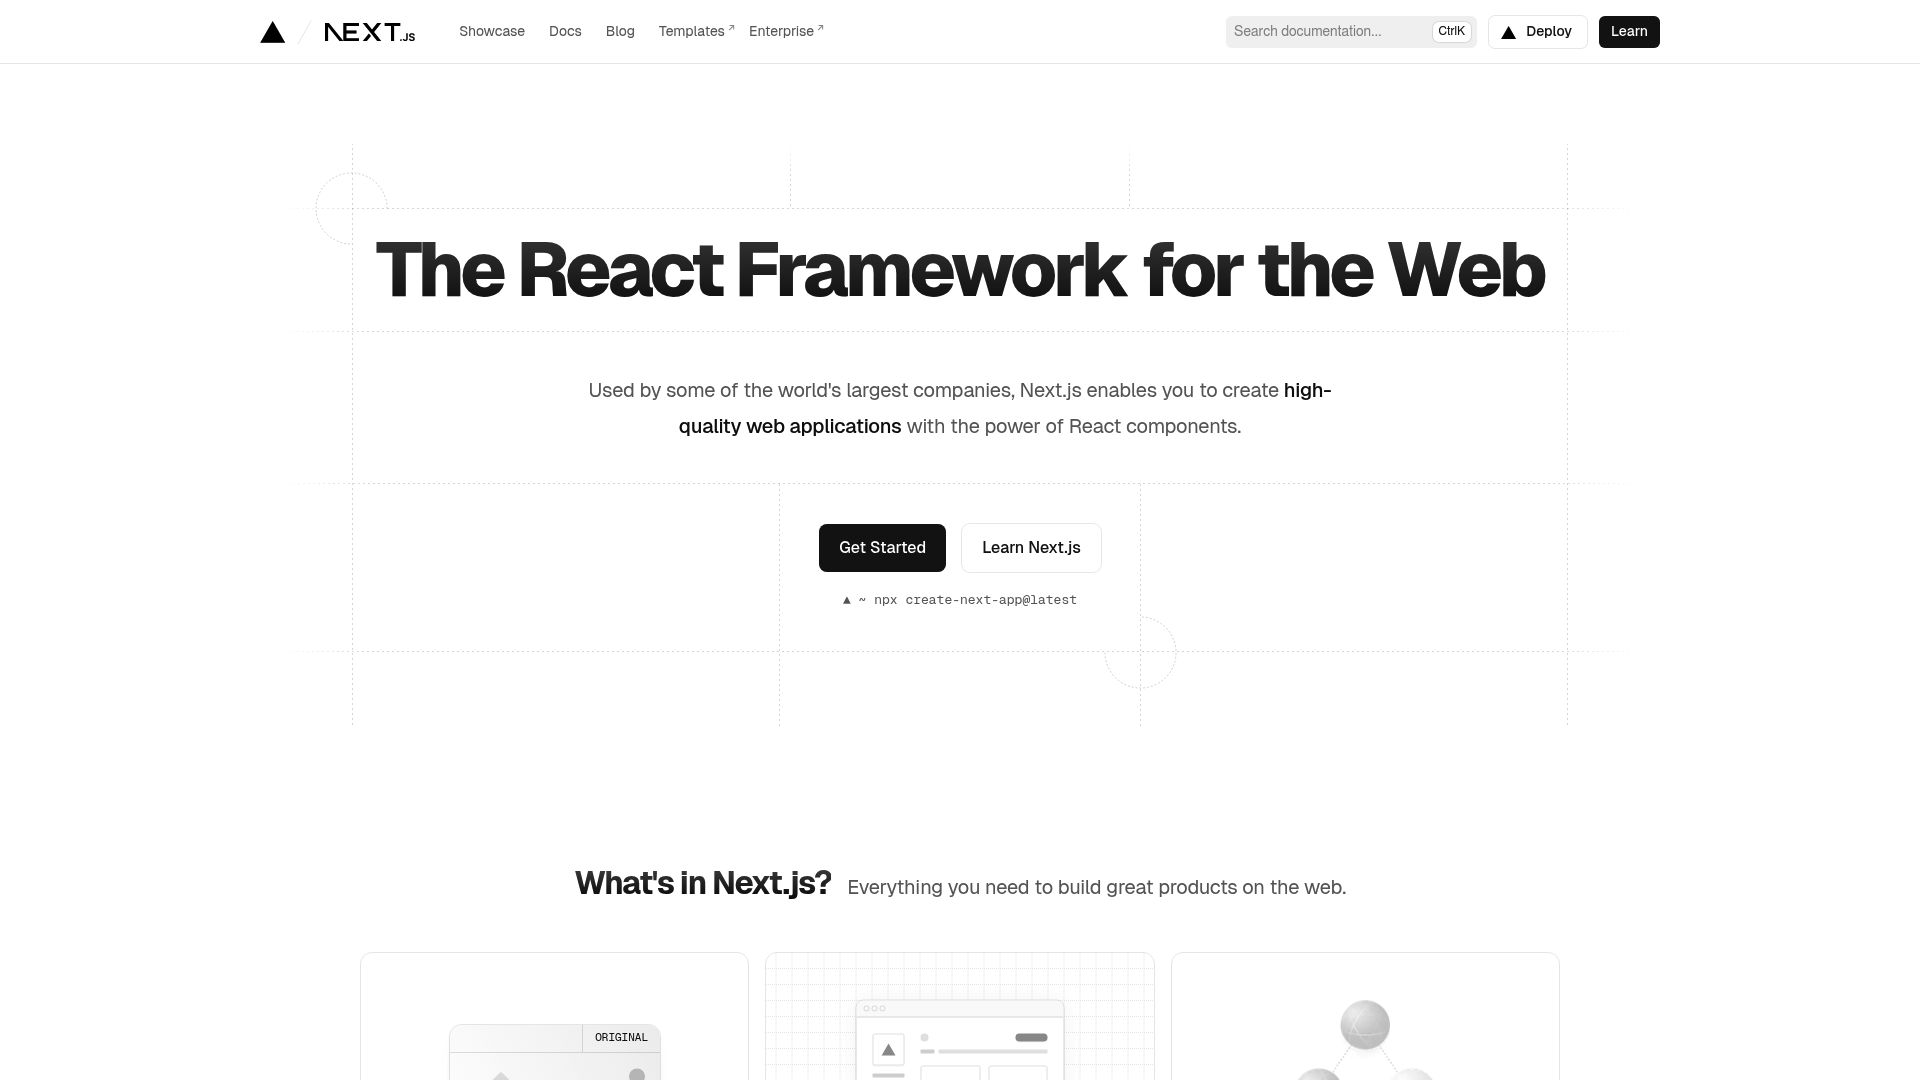 NEXT.JS
Showcase
Docs
Blog
Templates ↗
Enterprise ↗
Search documentation...
CtrlK
Deploy
Learn
The React Framework for the Web
Used by some of the world's largest companies, Next.js enables you to create high-
quality web applications with the power of React components.
Get Started
Learn Next.js
▲ ~ npx create-next-app@latest
What's in Next.js?
Everything you need to build great products on the web.
ORIGINAL